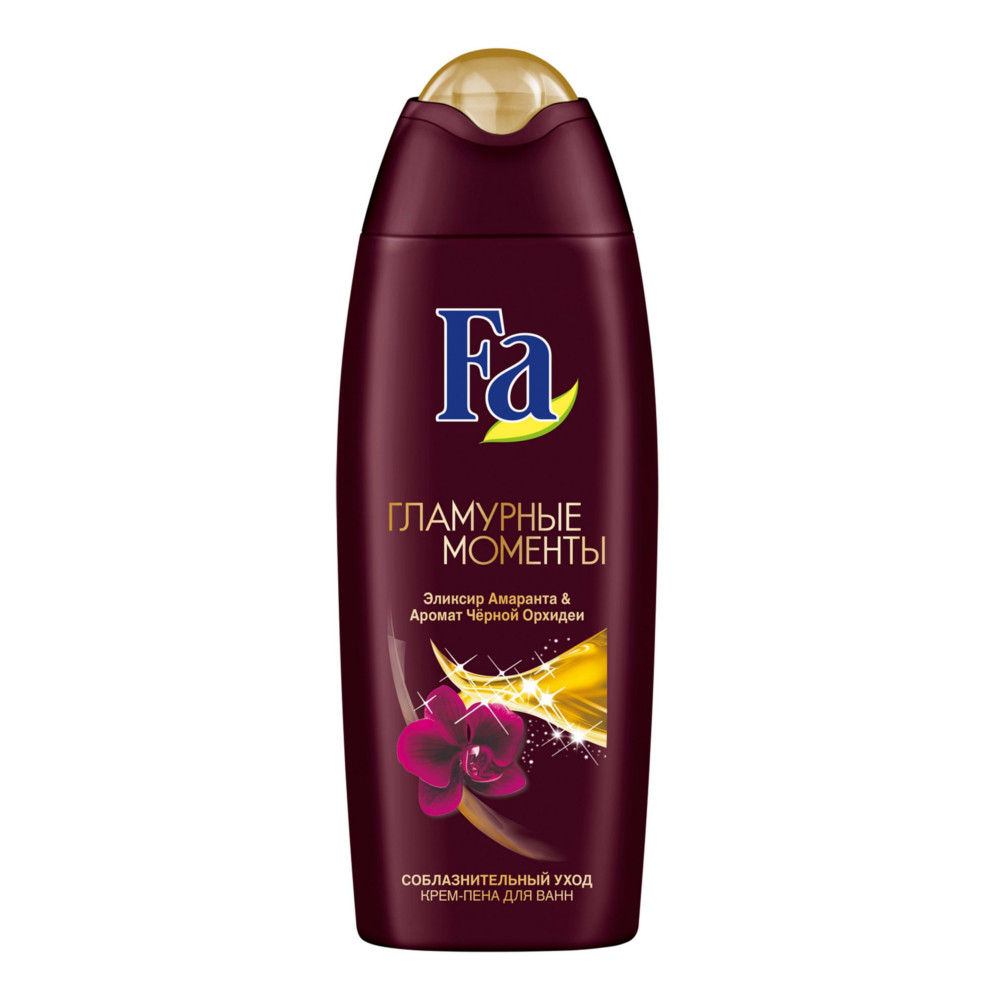 Fa
ГЛАМУРНЫЕ
МОМЕНТЫ
Эликсир Амаранта &
Аромат Чёрной Орхидеи
СОБЛАЗНИТЕЛЬНЫЙ УХОД
КРЕМ-ПЕНА ДЛЯ ВАНН